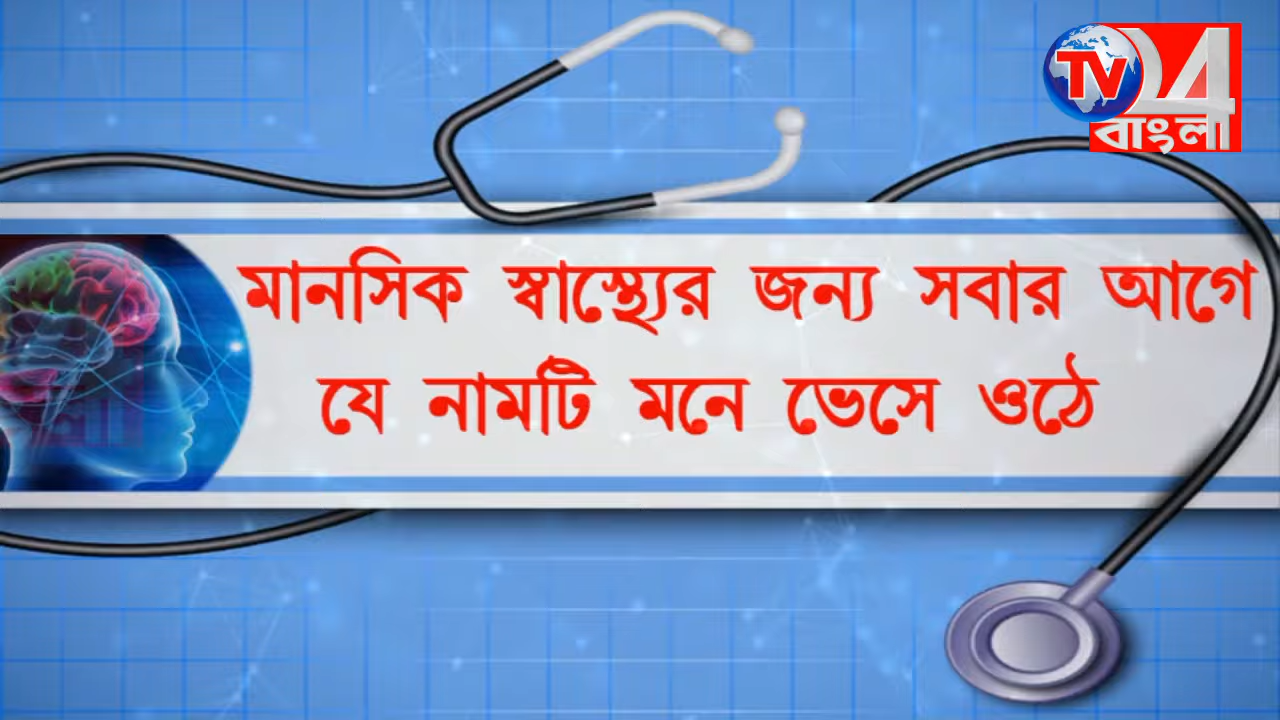 TV 24
বাংলা
মানসিক স্বাস্থ্যের জন্য সবার আগে
যে নামটি মনে ভেসে ওঠে